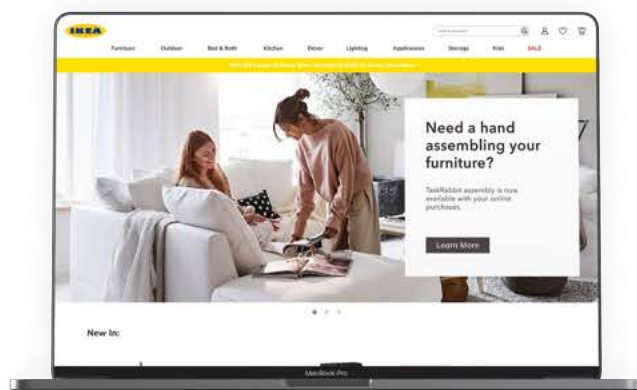 IKEA
Furniture Outdoor Bed & Bath Kitchen Décor Lighting Appliances Storage Kids SALE
Need a hand
assembling your
furniture?
TaskRabbit assembly is now
available with your online
purchases.
Learn More
New In:
MacBook Pro